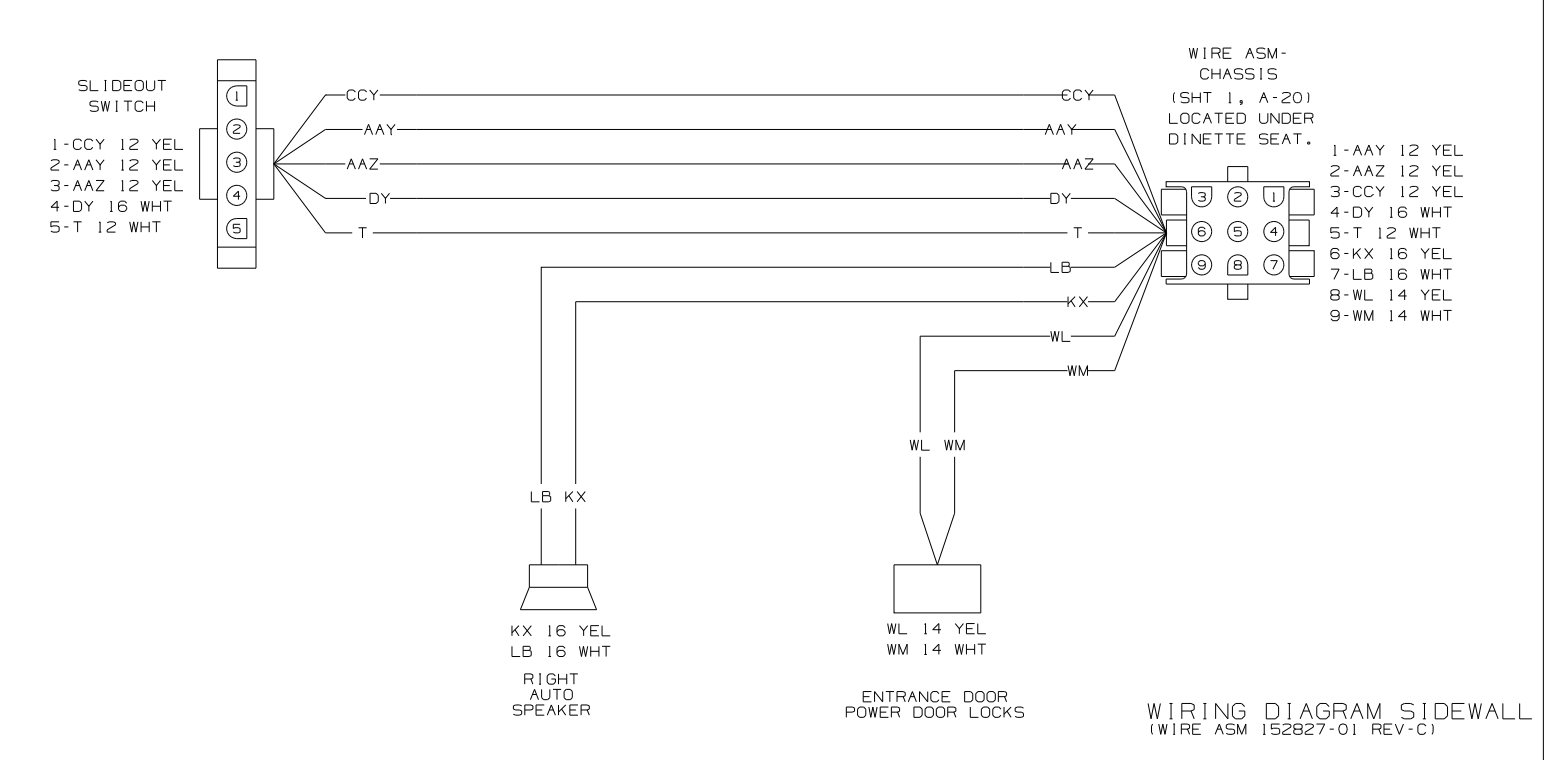 SLIDEOUT
SWITCH
1-CCY 12 YEL
2-AAY 12 YEL
3-AAZ 12 YEL
4-DY 16 WHT
5-T 12 WHT
1
2
3
4
5
CCY
AAY
AAZ
DY
T
CCY
AAY
AAZ
DY
T
LB
KX
WL
WM
WIRE ASM-
CHASSIS
(SHT 1, A-20)
LOCATED UNDER
DINETTE SEAT.
3 2 1
6 5 4
9 8 7
1-AAY 12 YEL
2-AAZ 12 YEL
3-CCY 12 YEL
4-DY 16 WHT
5-T 12 WHT
6-KX 16 YEL
7-LB 16 WHT
8-WL 14 YEL
9-WM 14 WHT
WL WM
LB KX
KX 16 YEL
LB 16 WHT
RIGHT
AUTO
SPEAKER
WL 14 YEL
WM 14 WHT
ENTRANCE DOOR
POWER DOOR LOCKS
WIRING DIAGRAM SIDEWALL
(WIRE ASM 152827-01 REV-C)